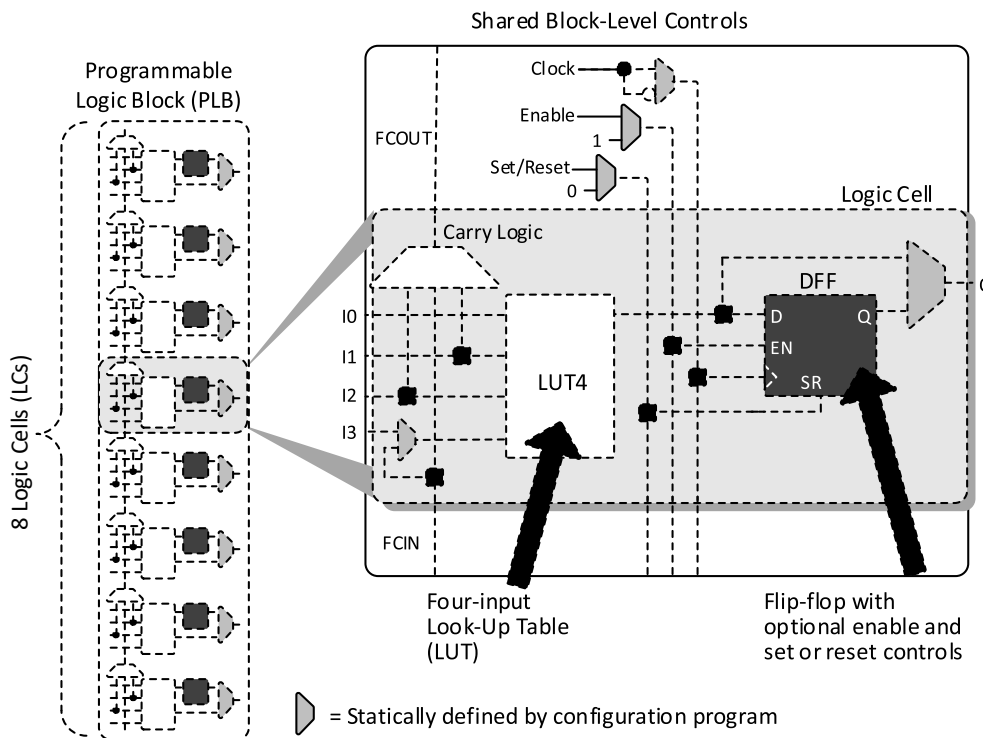 Shared Block-Level Controls
Programmable
Logic Block (PLB)
8 Logic Cells (LCs)
Clock
Enable
1
Set/Reset
0
FCOUT
Logic Cell
Carry Logic
I0
I1
I2
I3
LUT4
DFF
D
Q
EN
SR
FCIN
Four-input
Look-Up Table
(LUT)
Flip-flop with
optional enable and
set or reset controls
= Statically defined by configuration program